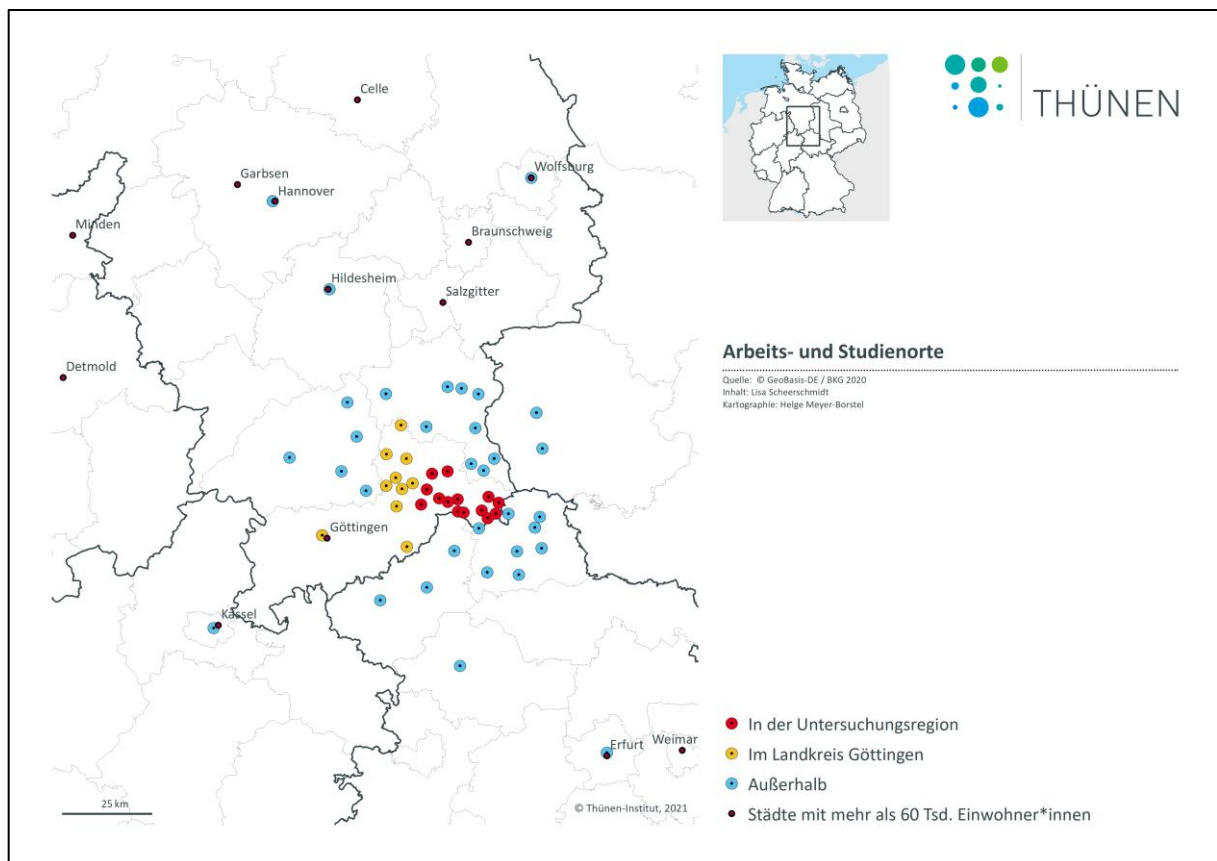 THÜNEN
Celle
Wolfsburg
Garbsen
Hannover
Minden
Braunschweig
Hildesheim
Salzgitter
Detmold
Göttingen
Kassel
Erfurt
Weimar
25 km
© Thünen-Institut, 2021
Arbeits- und Studienorte
Quelle: © GeoBasis-DE / BKG 2020
Inhalt: Lisa Scheerschmidt
Kartographie: Helge Meyer-Borstel
In der Untersuchungsregion
Im Landkreis Göttingen
Außerhalb
Städte mit mehr als 60 Tsd. Einwohner*innen